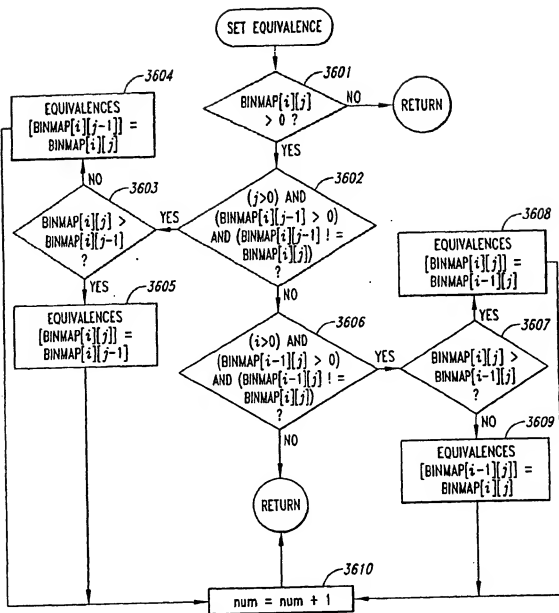 SET EQUIVALENCE
3601
BINMAP[i][j]
> 0 ?
NO
RETURN
YES
3602
(j>0) AND
(BINMAP[i][j-1] > 0)
AND (BINMAP[i][j-1] ! =
BINMAP[i][j])
?
YES
NO
3603
BINMAP[i][j] >
BINMAP[i][j-1]
?
NO
YES
3604
EQUIVALENCES
[BINMAP[i][j-1]] =
BINMAP[i][j]
3605
EQUIVALENCES
[BINMAP[i][j]] =
BINMAP[i][j-1]
3606
(i>0) AND
(BINMAP[i-1][j] > 0)
AND (BINMAP[i-1][j] ! =
BINMAP[i][j])
?
YES
NO
3607
BINMAP[i][j] >
BINMAP[i-1][j]
?
YES
NO
3608
EQUIVALENCES
[BINMAP[i][j]] =
BINMAP[i-1][j]
3609
EQUIVALENCES
[BINMAP[i-1][j]] =
BINMAP[i][j]
RETURN
3610
num = num + 1